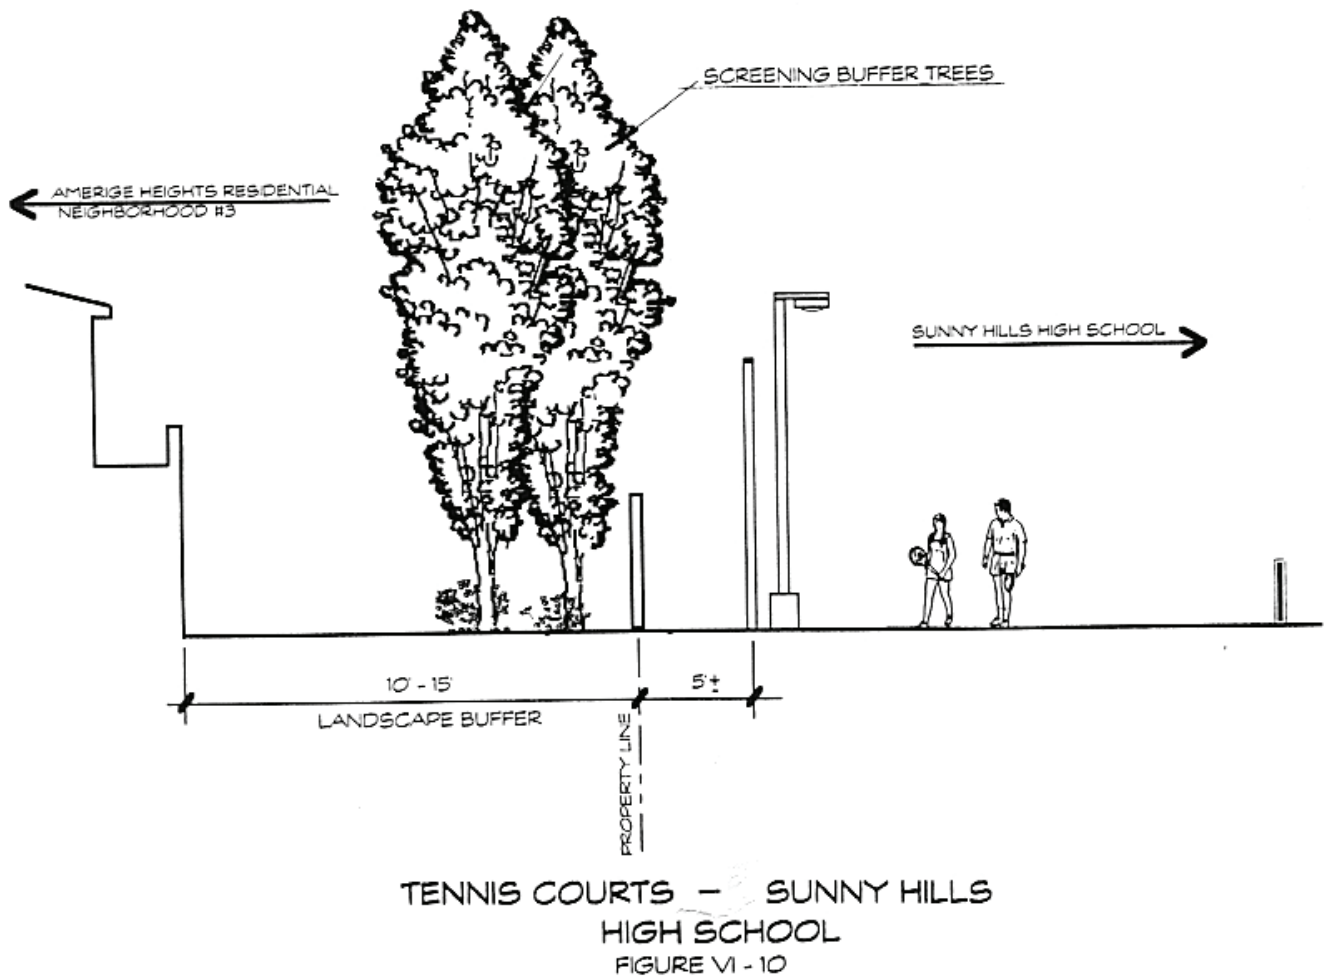 SCREENING BUFFER TREES
AMERIGE HEIGHTS RESIDENTIAL
NEIGHBORHOOD #3
SUNNY HILLS HIGH SCHOOL
10' - 15'
5'±
LANDSCAPE BUFFER
PROPERTY LINE
TENNIS COURTS - SUNNY HILLS
HIGH SCHOOL
FIGURE VI - 10